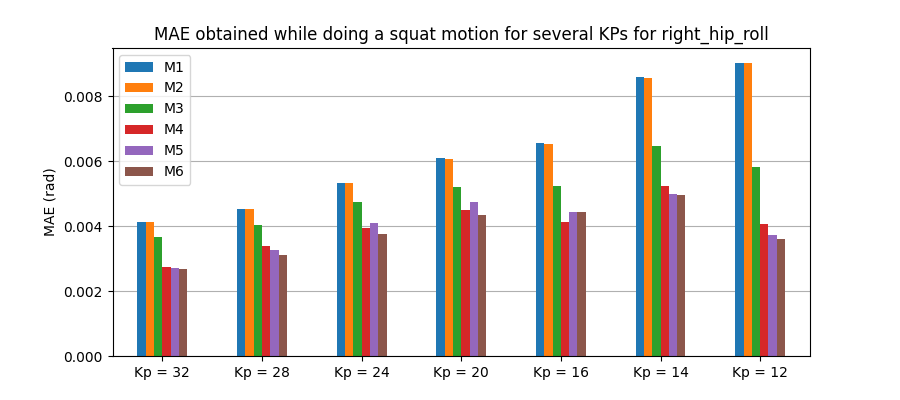 MAE obtained while doing a squat motion for several KPs for right_hip_roll
M1
M2
M3
M4
M5
M6
MAE (rad)
0.008
0.006
0.004
0.002
0.000
Kp = 32 Kp = 28 Kp = 24 Kp = 20 Kp = 16 Kp = 14 Kp = 12